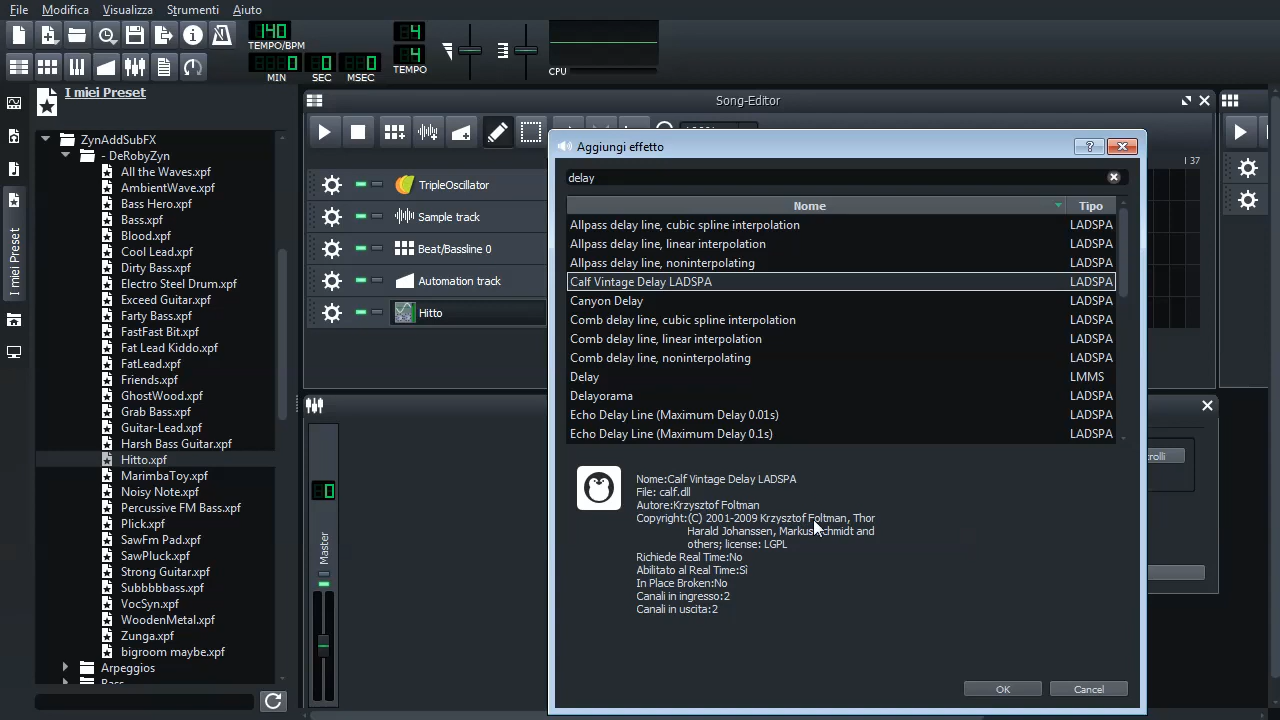 File Modifica Visualizza Strumenti Aiuto
140
TEMPO/BPM
0 0 0
MIN SEC MSEC
4
4
TEMPO
CPU
I miei Preset
I miei Preset
ZynAddSubFX
- DeRobyZyn
All the Waves.xpf
AmbientWave.xpf
Bass Hero.xpf
Bass.xpf
Blood.xpf
Cool Lead.xpf
Dirty Bass.xpf
Electro Steel Drum.xpf
Exceed Guitar.xpf
Farty Bass.xpf
FastFast Bit.xpf
Fat Lead Kiddo.xpf
FatLead.xpf
Friends.xpf
GhostWood.xpf
Grab Bass.xpf
Guitar-Lead.xpf
Harsh Bass Guitar.xpf
Hitto.xpf
MarimbaToy.xpf
Noisy Note.xpf
Percussive FM Bass.xpf
Plick.xpf
SawFm Pad.xpf
SawPluck.xpf
Strong Guitar.xpf
Subbbbbass.xpf
VocSyn.xpf
WoodenMetal.xpf
Zunga.xpf
bigroom maybe.xpf
Arpeggios
Song-Editor
37
TripleOscillator
Sample track
Beat/Bassline 0
Automation track
Hitto
0
Master
Aggiungi effetto
delay
Nome Tipo
Allpass delay line, cubic spline interpolation LADSPA
Allpass delay line, linear interpolation LADSPA
Allpass delay line, noninterpolating LADSPA
Calf Vintage Delay LADSPA LADSPA
Canyon Delay LADSPA
Comb delay line, cubic spline interpolation LADSPA
Comb delay line, linear interpolation LADSPA
Comb delay line, noninterpolating LADSPA
Delay LMMS
Delayorama LADSPA
Echo Delay Line (Maximum Delay 0.01s) LADSPA
Echo Delay Line (Maximum Delay 0.1s) LADSPA
Nome:Calf Vintage Delay LADSPA
File: calf.dll
Autore:Krzysztof Foltman
Copyright:(C) 2001-2009 Krzysztof Foltman, Thor
Harald Johanssen, Markus Schmidt and
others; license: LGPL
Richiede Real Time:No
Abilitato al Real Time:Sì
In Place Broken:No
Canali in ingresso:2
Canali in uscita:2
OK Cancel